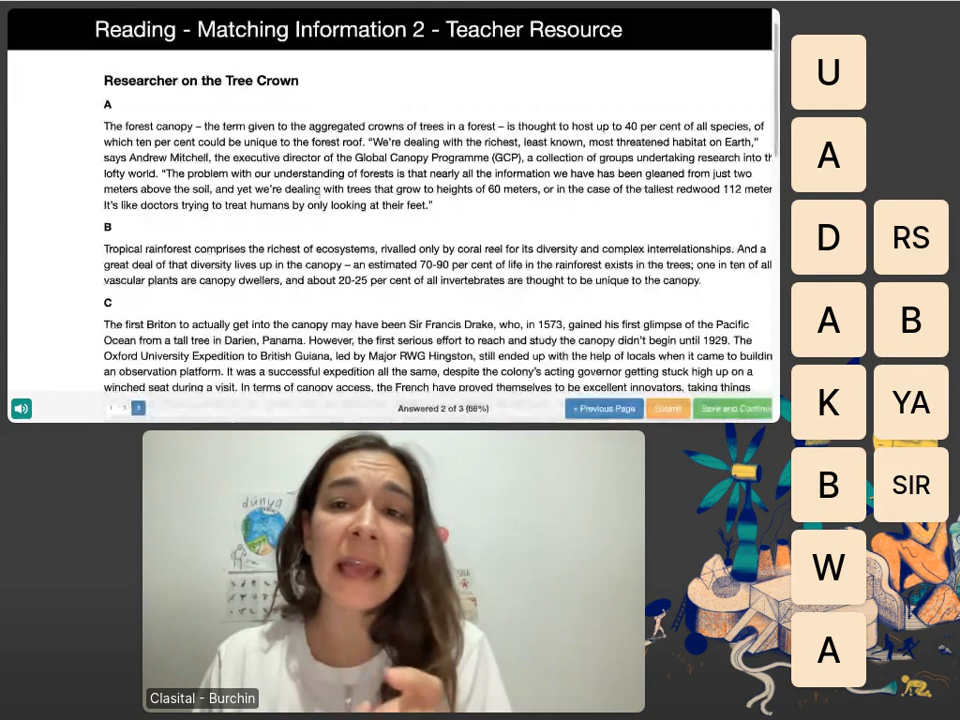 Reading - Matching Information 2 - Teacher Resource
Researcher on the Tree Crown
A
The forest canopy – the term given to the aggregated crowns of trees in a forest – is thought to host up to 40 per cent of all species, of
which ten per cent could be unique to the forest roof. “We’re dealing with the richest, least known, most threatened habitat on Earth,”
says Andrew Mitchell, the executive director of the Global Canopy Programme (GCP), a collection of groups undertaking research into th
lofty world. “The problem with our understanding of forests is that nearly all the information we have has been gleaned from just two
meters above the soil, and yet we’re dealing with trees that grow to heights of 60 meters, or in the case of the tallest redwood 112 meter
It’s like doctors trying to treat humans by only looking at their feet.”
B
Tropical rainforest comprises the richest of ecosystems, rivalled only by coral reel for its diversity and complex interrelationships. And a
great deal of that diversity lives up in the canopy – an estimated 70-90 per cent of life in the rainforest exists in the trees; one in ten of all
vascular plants are canopy dwellers, and about 20-25 per cent of all invertebrates are thought to be unique to the canopy.
C
The first Briton to actually get into the canopy may have been Sir Francis Drake, who, in 1573, gained his first glimpse of the Pacific
Ocean from a tall tree in Darien, Panama. However, the first serious effort to reach and study the canopy didn’t begin until 1929. The
Oxford University Expedition to British Guiana, led by Major RWG Hingston, still ended up with the help of locals when it came to buildin
an observation platform. It was a successful expedition all the same, despite the colony’s acting governor getting stuck high up on a
winched seat during a visit. In terms of canopy access, the French have proved themselves to be excellent innovators, taking things
1 2 3
Answered 2 of 3 (68%)
« Previous Page
Submit
Save and Continu
dünya
Clasital - Burchin
U
A
D RS
A B
K YA
B SIR
W
A